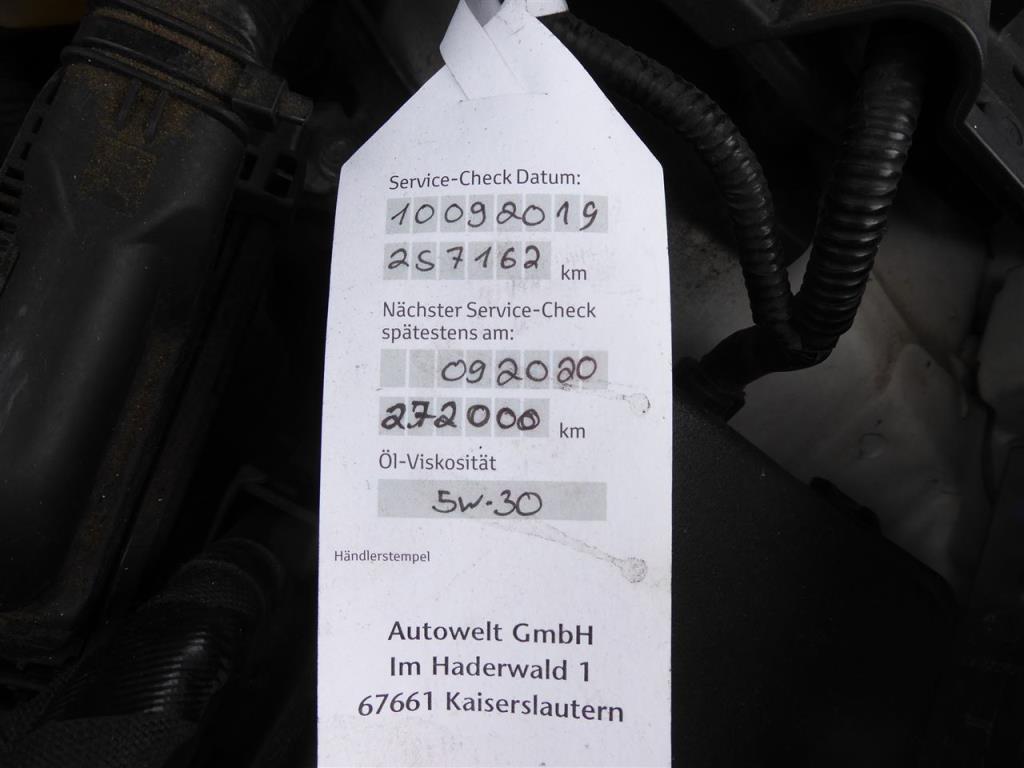 Service-Check Datum:
10092019
257162 km
Nächster Service-Check
spätestens am:
092020
272000 km
Öl-Viskosität
5W-30
Händlerstempel
Autowelt GmbH
Im Haderwald 1
67661 Kaiserslautern